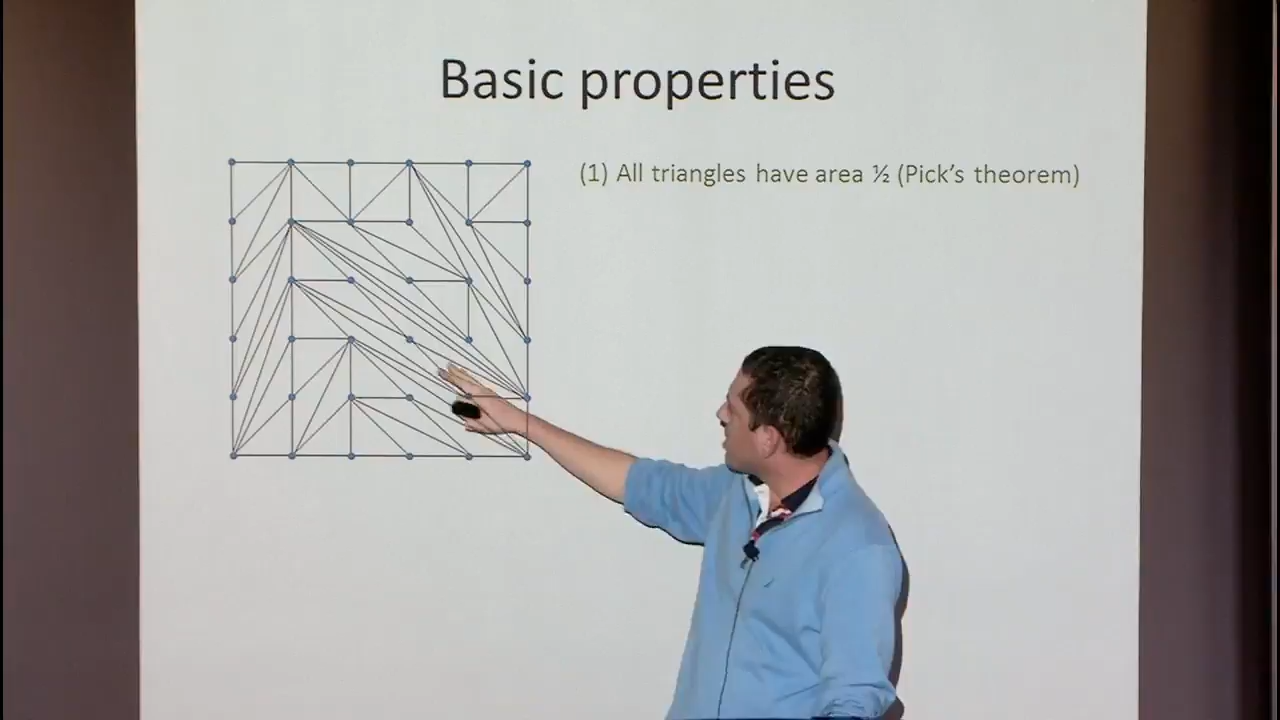 Basic properties
(1) All triangles have area ½ (Pick’s theorem)